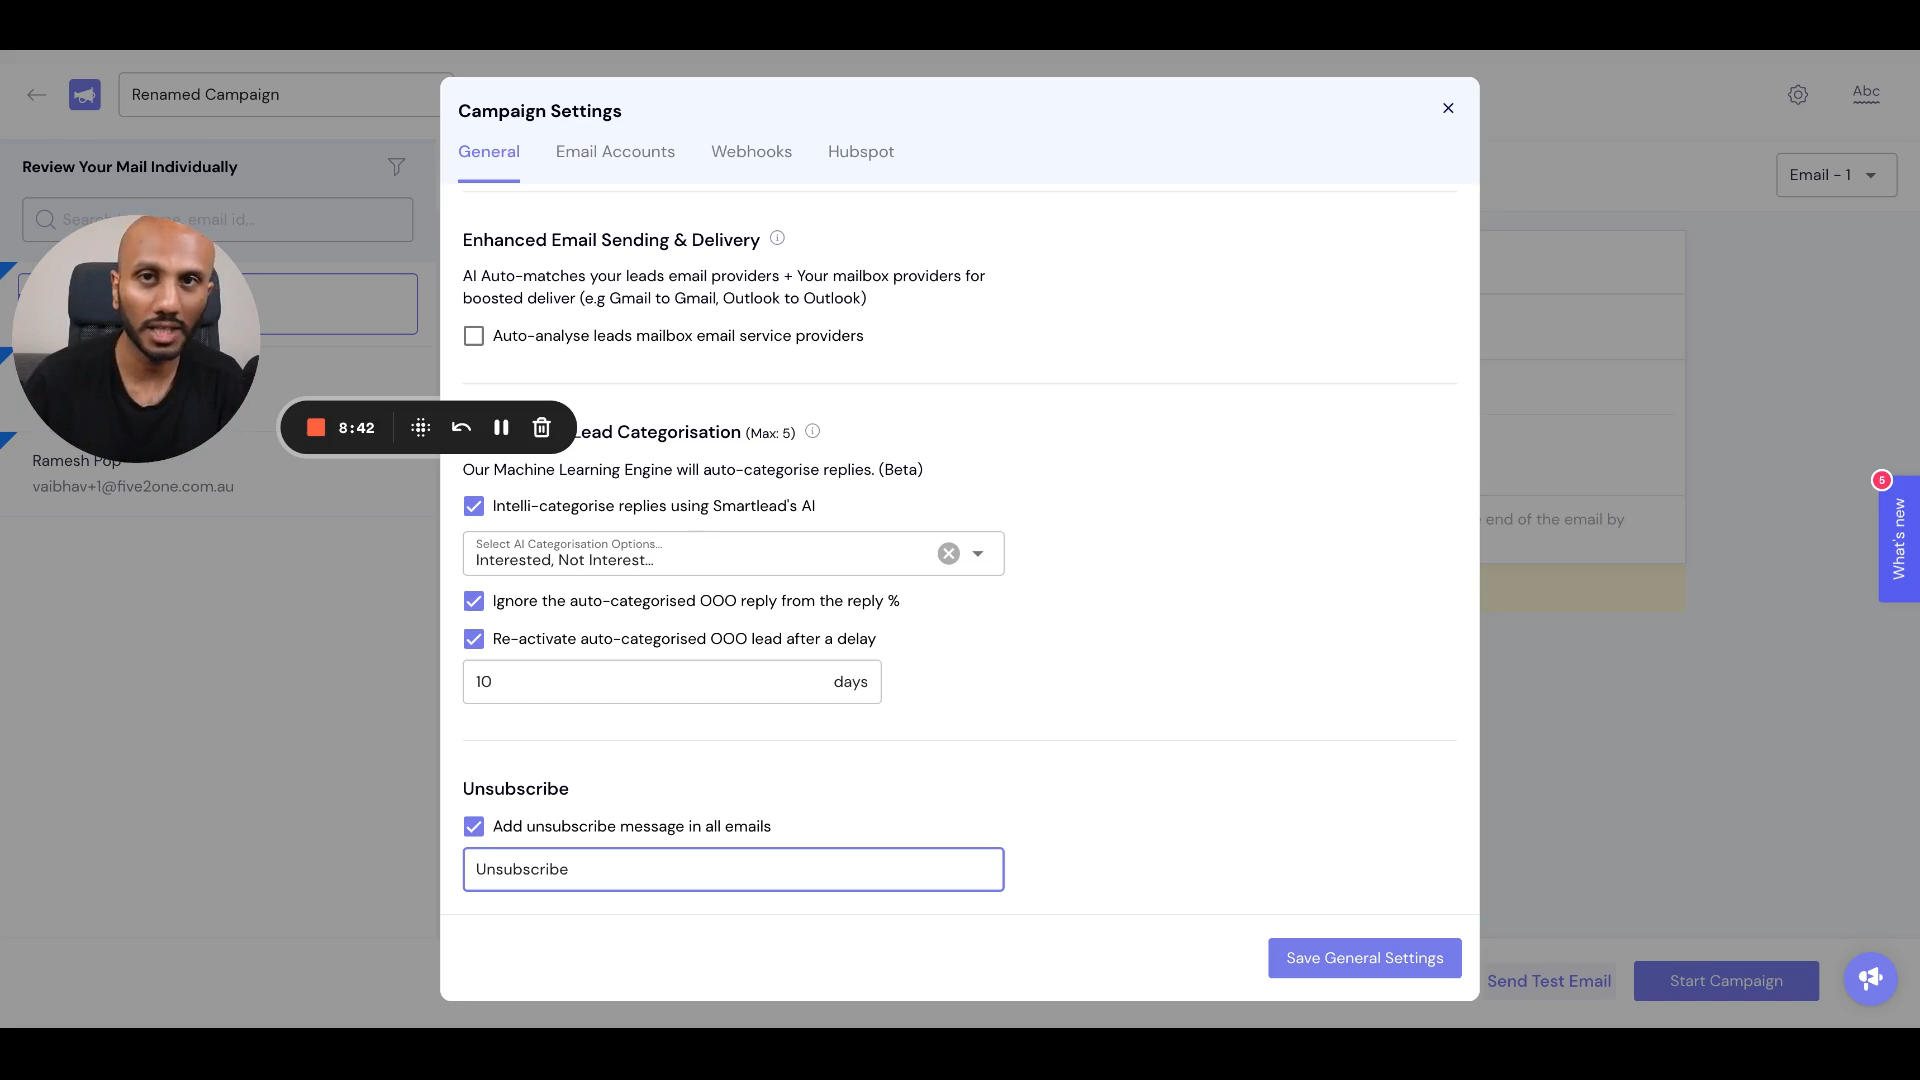 Renamed Campaign
Abc
Campaign Settings
General
Email Accounts
Webhooks
Hubspot
Review Your Mail Individually
Email - 1
email id,..
Enhanced Email Sending & Delivery
AI Auto-matches your leads email providers + Your mailbox providers for
boosted deliver (e.g Gmail to Gmail, Outlook to Outlook)
Auto-analyse leads mailbox email service providers
8:42
Lead Categorisation (Max: 5)
Our Machine Learning Engine will auto-categorise replies. (Beta)
Ramesh Pop
vaibhav+1@five2one.com.au
Intelli-categorise replies using Smartlead's AI
Select AI Categorisation Options...
Interested, Not Interest...
Ignore the auto-categorised OOO reply from the reply %
Re-activate auto-categorised OOO lead after a delay
10 days
end of the email by
5
What's new
Unsubscribe
Add unsubscribe message in all emails
Unsubscribe
Save General Settings
Send Test Email
Start Campaign